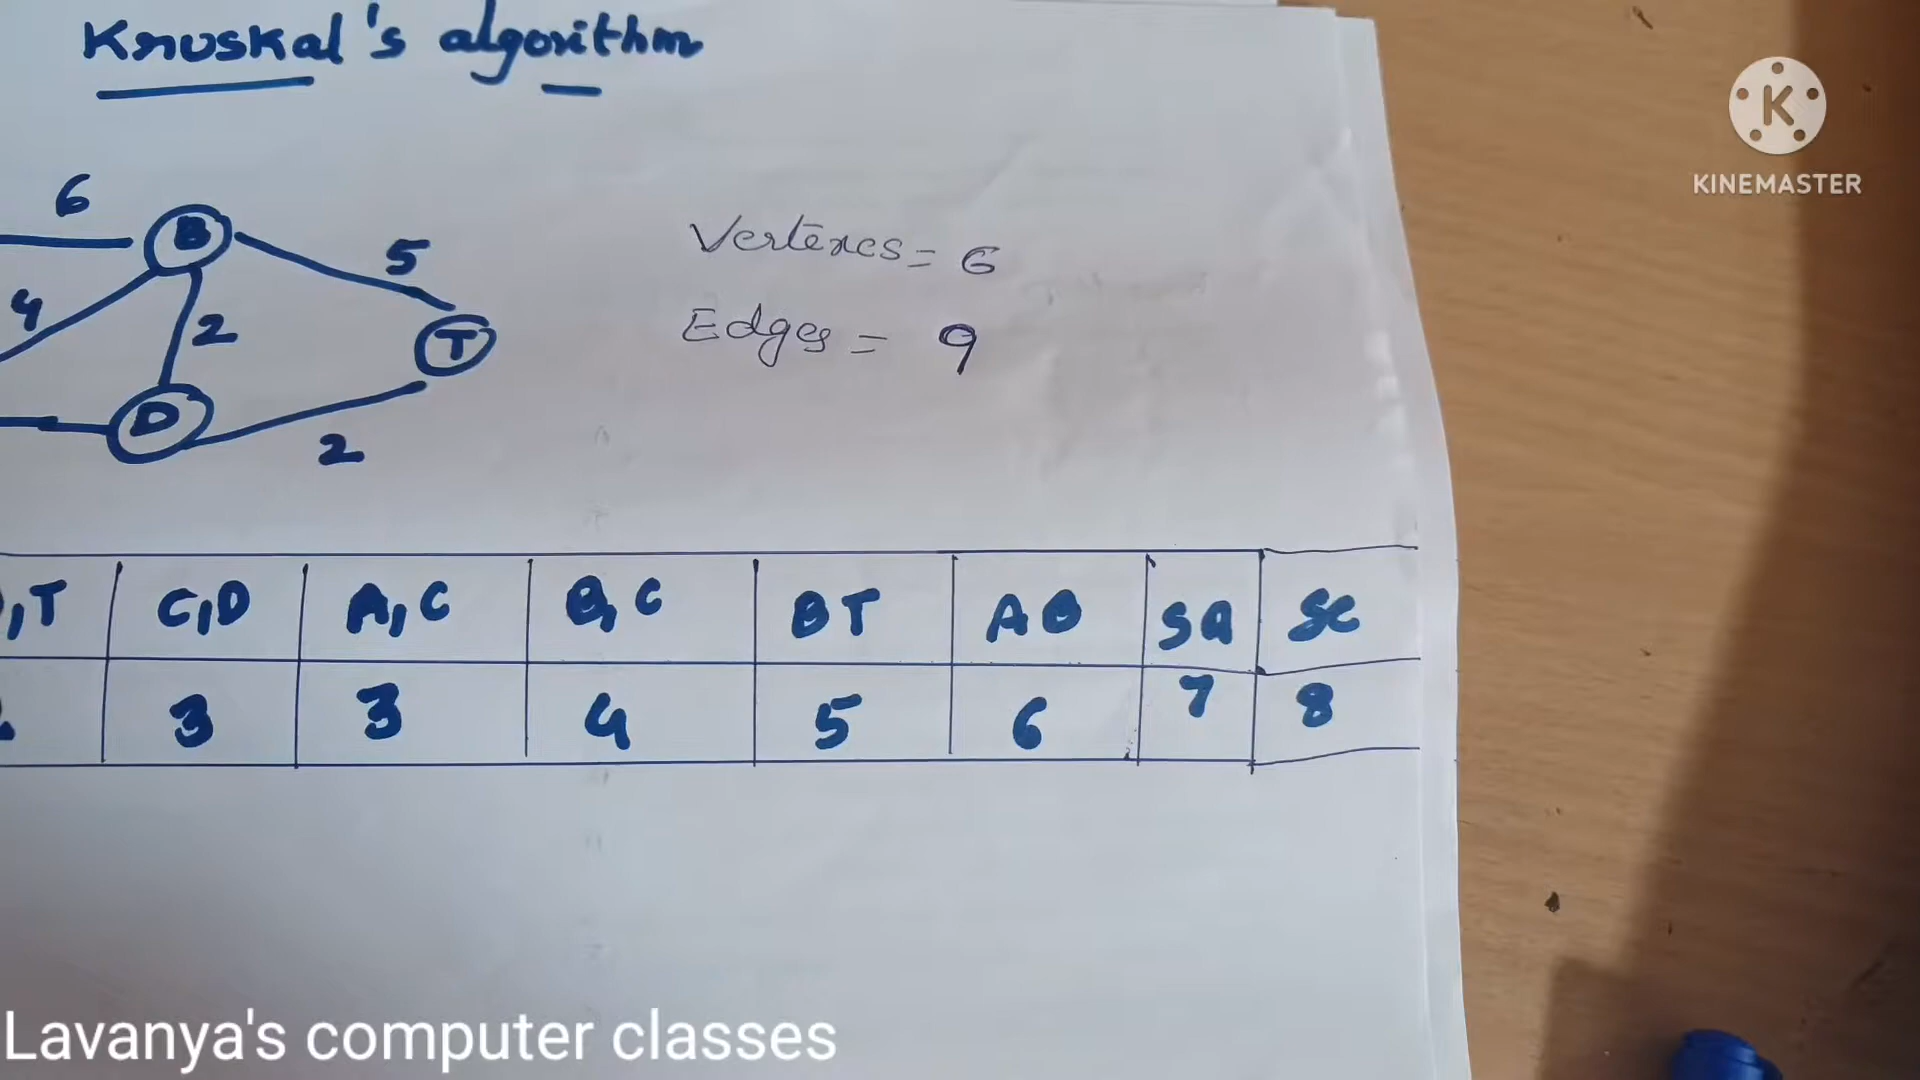 Kruskal's algorithm
6
B
5
4
2
T
D
2
Vertexes = 6
Edges = 9
,T C,D A,C B,C BT AB SA SC
3 3 4 5 6 7 8
K
KINEMASTER
Lavanya's computer classes